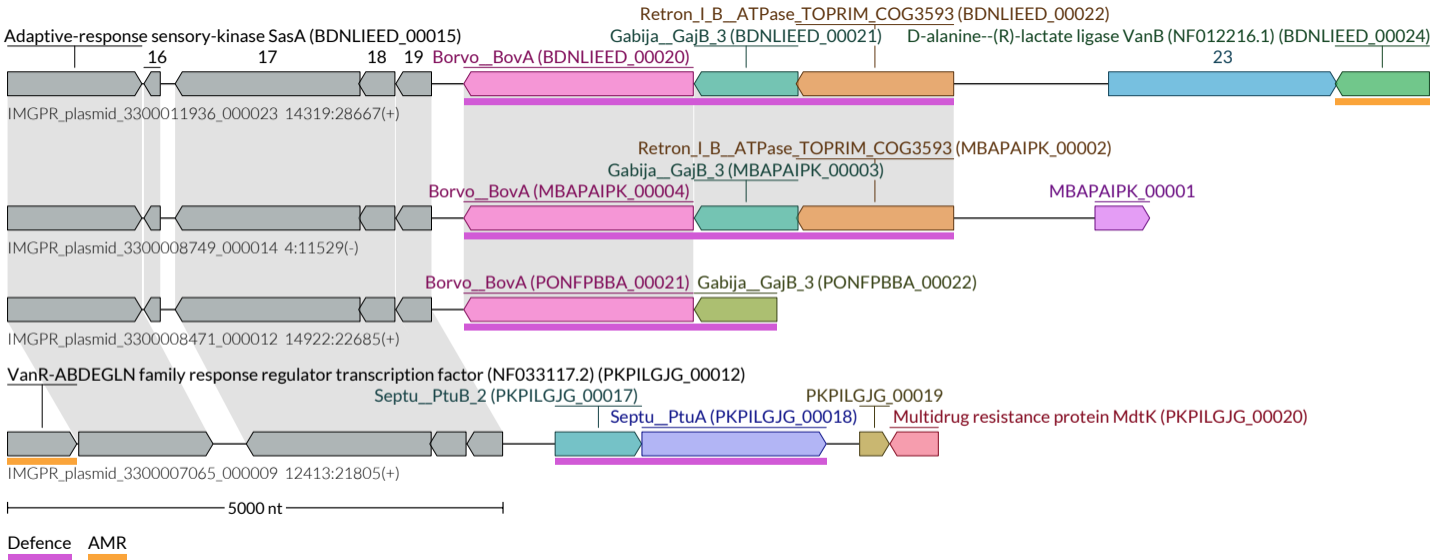 Retron_I_B__ATPase_TOPRIM_COG3593 (BDNLIEED_00022)
Adaptive-response sensory-kinase SasA (BDNLIEED_00015)
Gabija__GajB_3 (BDNLIEED_00021)
D-alanine--(R)-lactate ligase VanB (NF012216.1) (BDNLIEED_00024)
16 17 18 19
Borvo__BovA (BDNLIEED_00020)
23
IMGPR_plasmid_3300011936_000023 14319:28667(+)
Retron_I_B__ATPase_TOPRIM_COG3593 (MBAPAIPK_00002)
Gabija__GajB_3 (MBAPAIPK_00003)
Borvo__BovA (MBAPAIPK_00004)
MBAPAIPK_00001
IMGPR_plasmid_3300008749_000014 4:11529(-)
Borvo__BovA (PONFPBBA_00021)
Gabija__GajB_3 (PONFPBBA_00022)
IMGPR_plasmid_3300008471_000012 14922:22685(+)
VanR-ABDEGLN family response regulator transcription factor (NF033117.2) (PKPILGJG_00012)
Septu__PtuB_2 (PKPILGJG_00017)
PKPILGJG_00019
Septu__PtuA (PKPILGJG_00018)
Multidrug resistance protein MdtK (PKPILGJG_00020)
IMGPR_plasmid_3300007065_000009 12413:21805(+)
5000 nt
Defence AMR